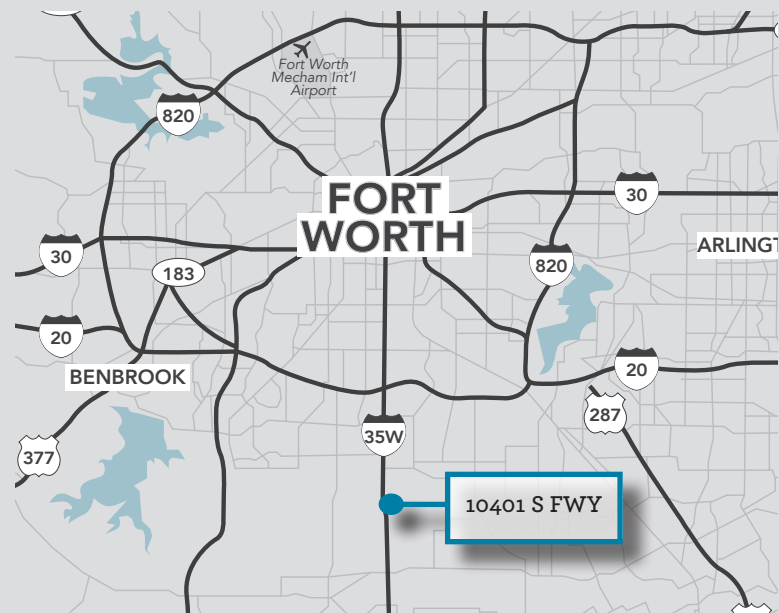 Fort Worth
Mecham Int'l
Airport
820
FORT
WORTH
30
ARLINGT
30
183
820
20
BENBROOK
20
287
35W
377
10401 S FWY